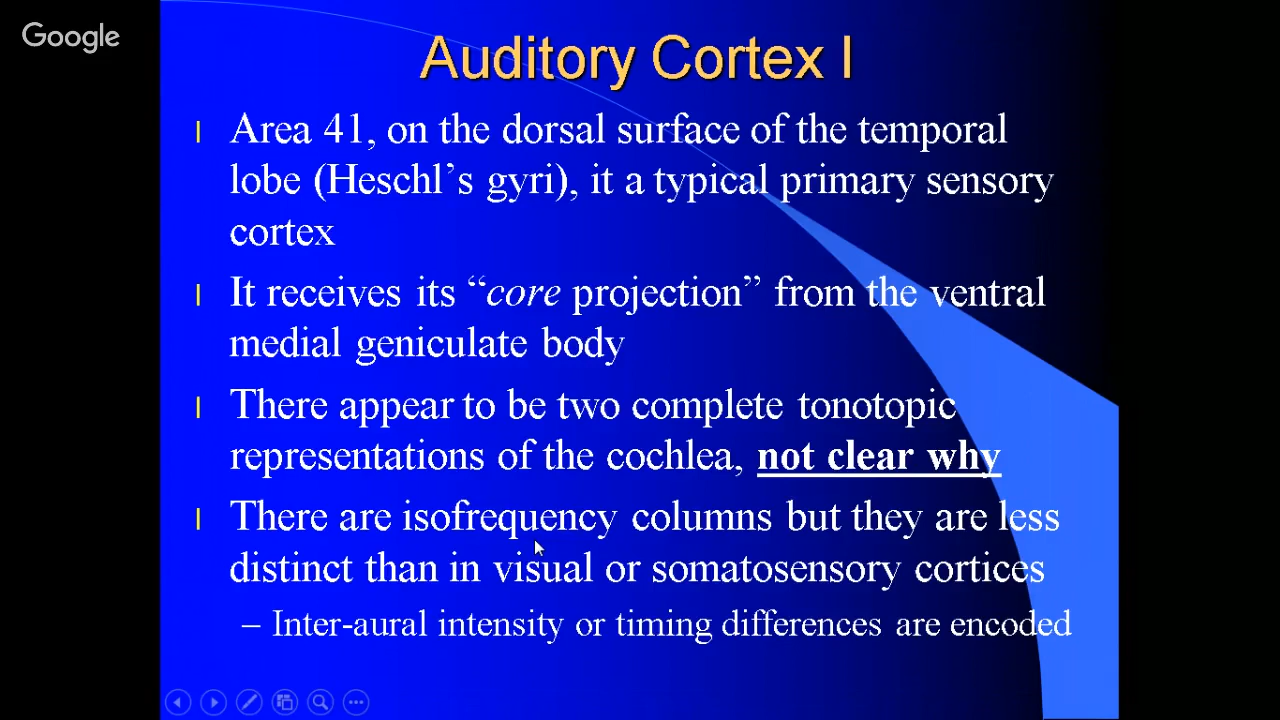 Google
Auditory Cortex I
Area 41, on the dorsal surface of the temporal
lobe (Heschl’s gyri), it a typical primary sensory
cortex
It receives its “core projection” from the ventral
medial geniculate body
There appear to be two complete tonotopic
representations of the cochlea, not clear why
There are isofrequency columns but they are less
distinct than in visual or somatosensory cortices
– Inter-aural intensity or timing differences are encoded